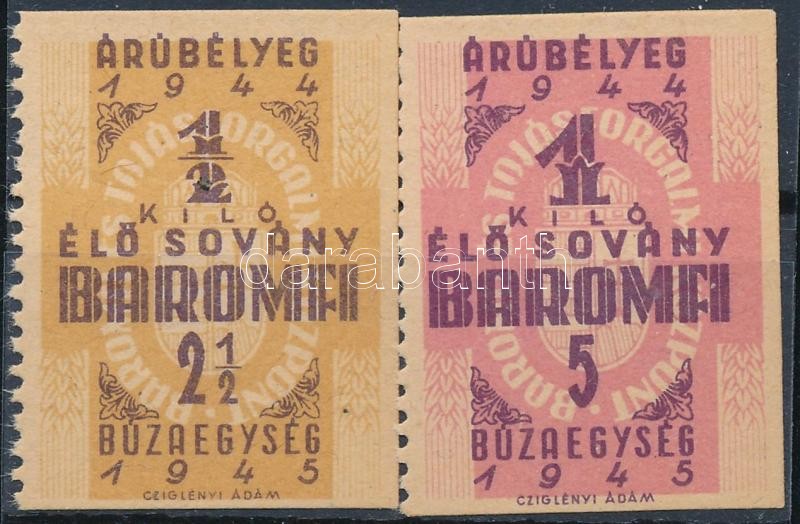 ÁRÚBÉLYEG
1944
1/2
KILÓ
ÉLŐ SOVÁNY
BAROMFI
2 1/2
BÚZAEGYSÉG
1945
CZIGLÉNYI ÁDÁM
ÁRÚBÉLYEG
1944
1
KILÓ
ÉLŐ SOVÁNY
BAROMFI
5
BÚZAEGYSÉG
1945
CZIGLÉNYI ÁDÁM
darabanth